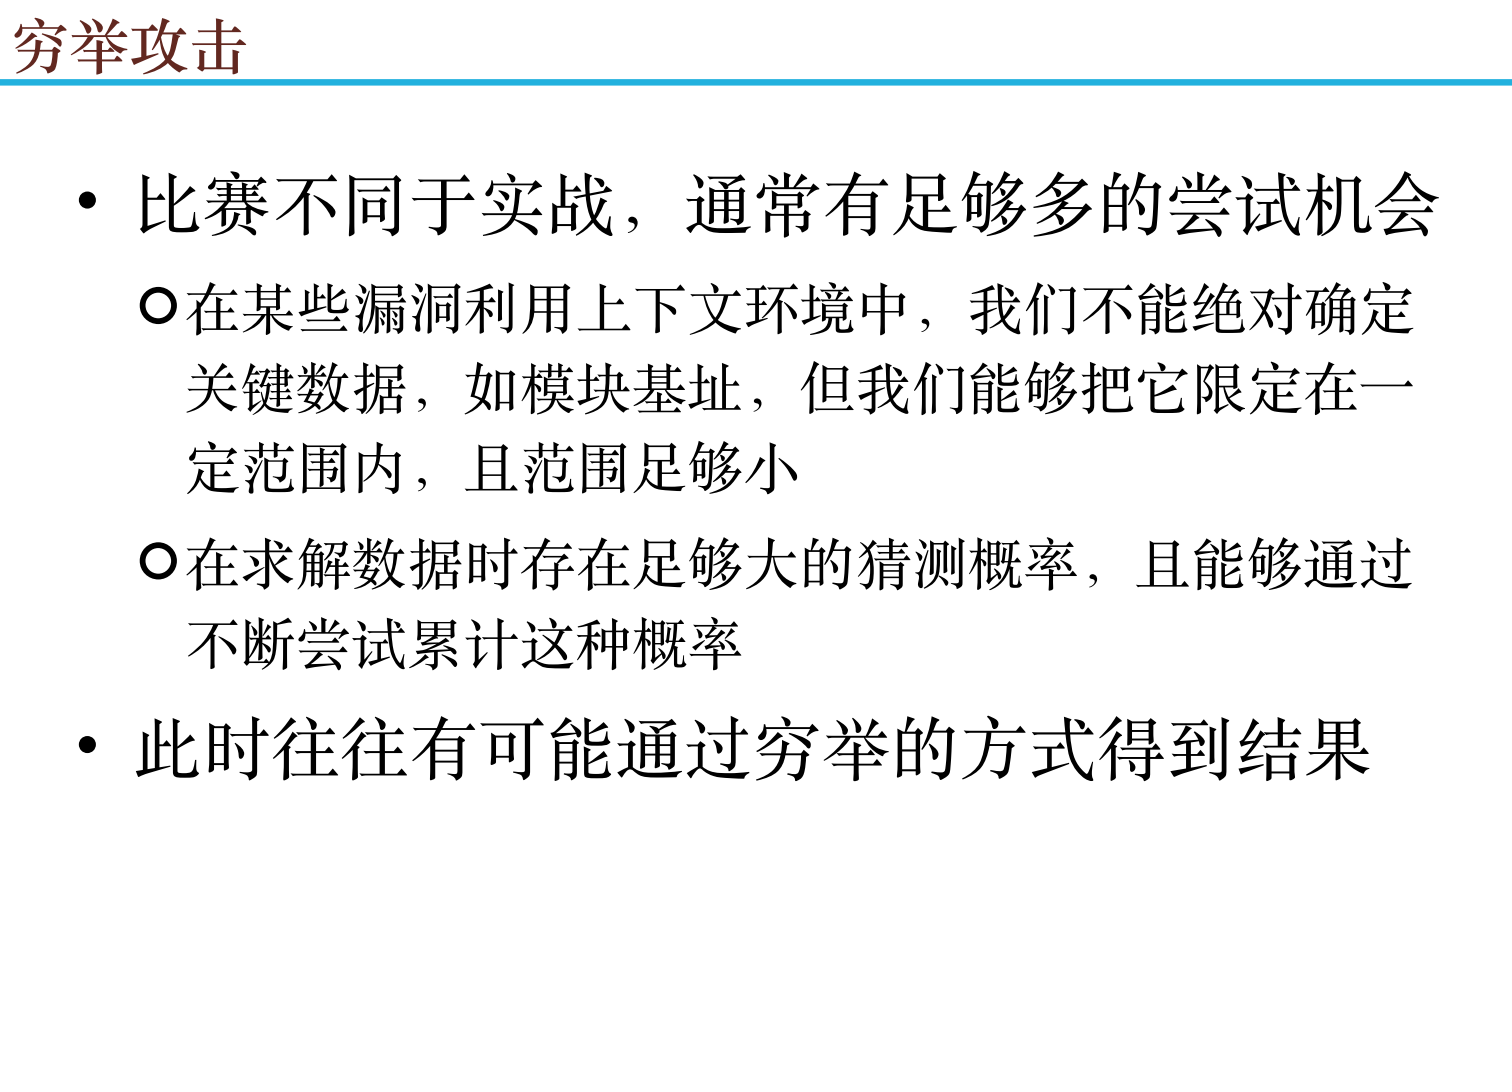 穷举攻击
• 比赛不同于实战，通常有足够多的尝试机会
在某些漏洞利用上下文环境中，我们不能绝对确定
关键数据，如模块基址，但我们能够把它限定在一
定范围内，且范围足够小
在求解数据时存在足够大的猜测概率，且能够通过
不断尝试累计这种概率
• 此时往往有可能通过穷举的方式得到结果